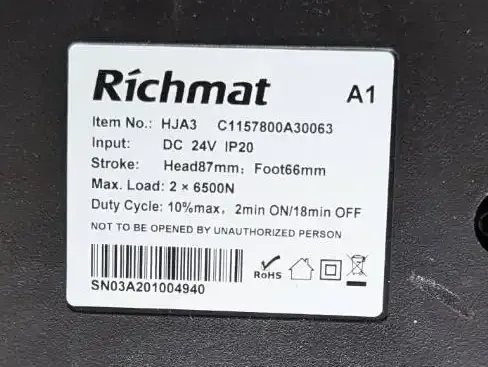 Richmat A1
Item No.: HJA3 C1157800A30063
Input: DC 24V IP20
Stroke: Head87mm; Foot66mm
Max. Load: 2 × 6500N
Duty Cycle: 10%max, 2min ON/18min OFF
NOT TO BE OPENED BY UNAUTHORIZED PERSON
RoHS
SN03A201004940